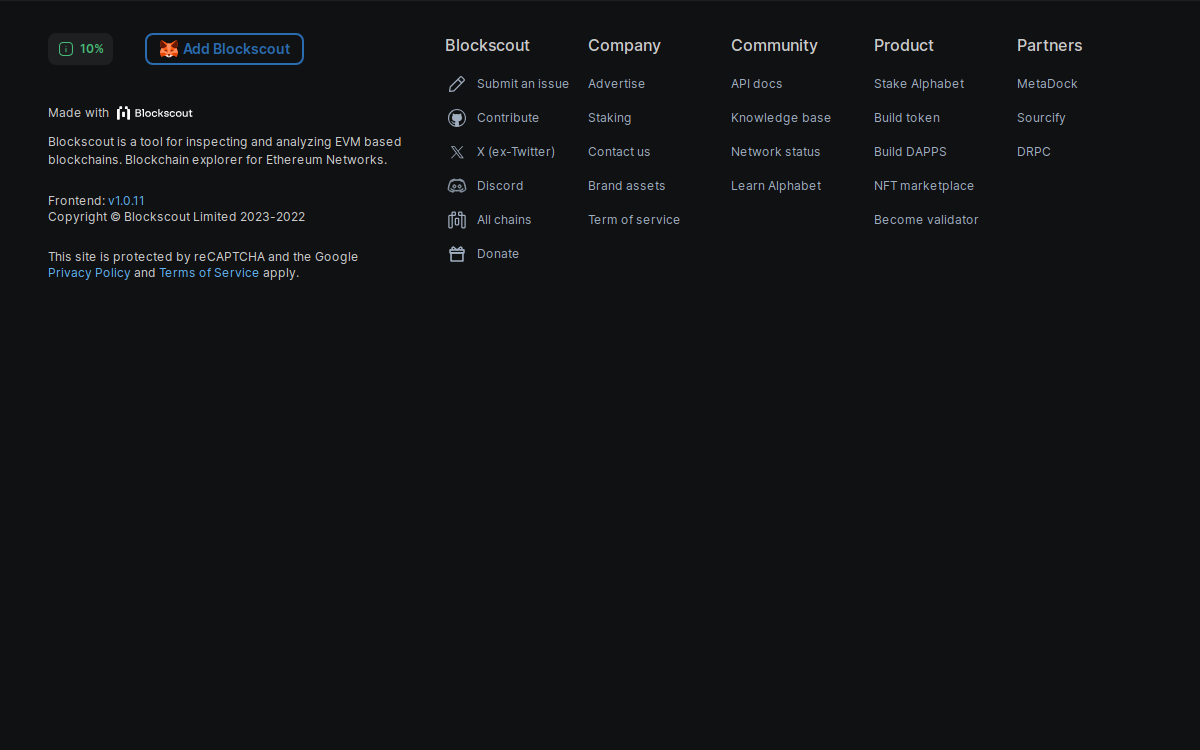 10%
Add Blockscout
Made with Blockscout
Blockscout is a tool for inspecting and analyzing EVM based
blockchains. Blockchain explorer for Ethereum Networks.
Frontend: v1.0.11
Copyright © Blockscout Limited 2023-2022
This site is protected by reCAPTCHA and the Google
Privacy Policy and Terms of Service apply.
Blockscout
Submit an issue
Contribute
X (ex-Twitter)
Discord
All chains
Donate
Company
Advertise
Staking
Contact us
Brand assets
Term of service
Community
API docs
Knowledge base
Network status
Learn Alphabet
Product
Stake Alphabet
Build token
Build DAPPS
NFT marketplace
Become validator
Partners
MetaDock
Sourcify
DRPC